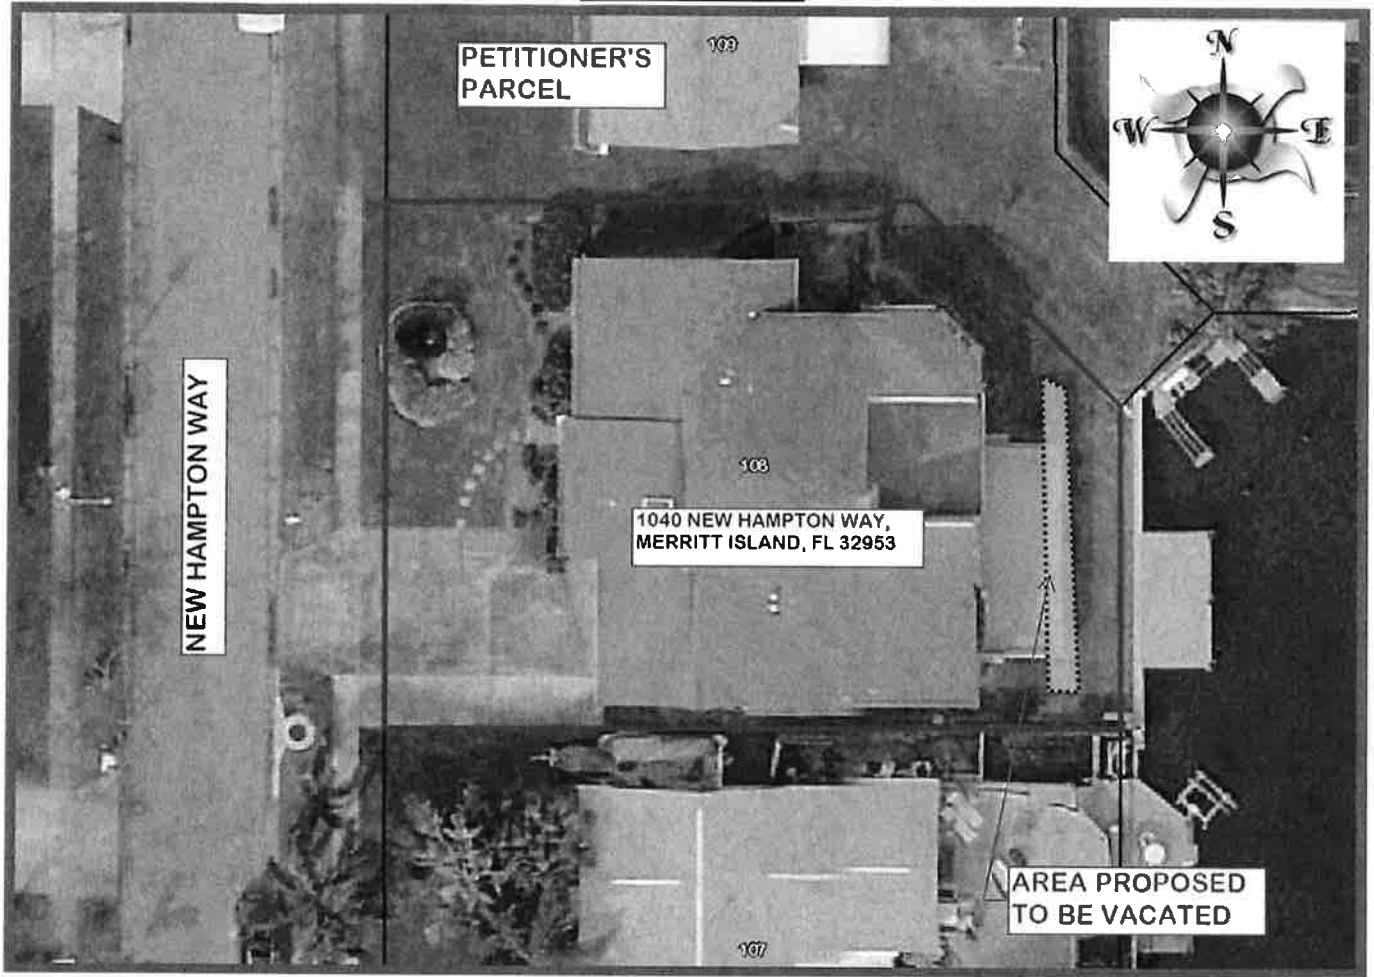 109
PETITIONER'S
PARCEL
N
W
E
S
NEW HAMPTON WAY
108
1040 NEW HAMPTON WAY,
MERRITT ISLAND, FL 32953
AREA PROPOSED
TO BE VACATED
107